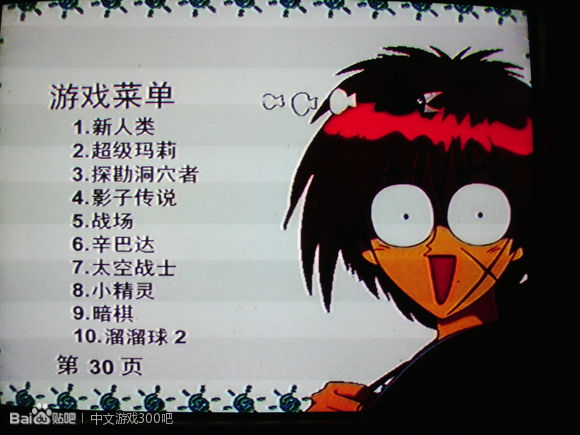 游戏菜单
1.新人类
2.超级玛莉
3.探勘洞穴者
4.影子传说
5.战场
6.辛巴达
7.太空战士
8.小精灵
9.暗棋
10.溜溜球 2
第 30 页
Bai du 贴吧 | 中文游戏300吧